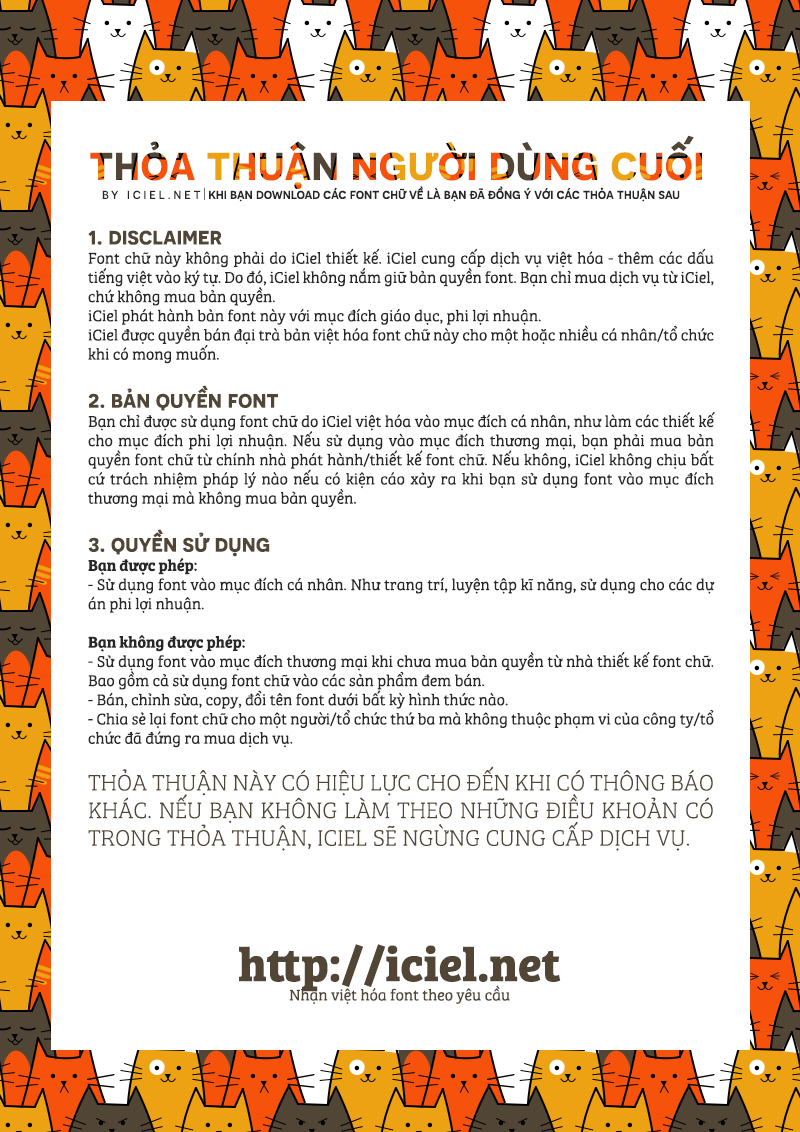 THỎA THUẬN NGƯỜI DÙNG CUỐI
BY ICIEL.NET|KHI BẠN DOWNLOAD CÁC FONT CHỮ VỀ LÀ BẠN ĐÃ ĐỒNG Ý VỚI CÁC THỎA THUẬN SAU
1. DISCLAIMER
Font chữ này không phải do iCiel thiết kế. iCiel cung cấp dịch vụ việt hóa - thêm các dấu
tiếng việt vào ký tự. Do đó, iCiel không nắm giữ bản quyền font. Bạn chỉ mua dịch vụ từ iCiel,
chứ không mua bản quyền.
iCiel phát hành bản font này với mục đích giáo dục, phi lợi nhuận.
iCiel được quyền bán đại trà bản việt hóa font chữ này cho một hoặc nhiều cá nhân/tổ chức
khi có mong muốn.
2. BẢN QUYỀN FONT
Bạn chỉ được sử dụng font chữ do iCiel việt hóa vào mục đích cá nhân, như làm các thiết kế
cho mục đích phi lợi nhuận. Nếu sử dụng vào mục đích thương mại, bạn phải mua bản
quyền font chữ từ chính nhà phát hành/thiết kế font chữ. Nếu không, iCiel không chịu bất
cứ trách nhiệm pháp lý nào nếu có kiện cáo xảy ra khi bạn sử dụng font vào mục đích
thương mại mà không mua bản quyền.
3. QUYỀN SỬ DỤNG
Bạn được phép:
- Sử dụng font vào mục đích cá nhân. Như trang trí, luyện tập kĩ năng, sử dụng cho các dự
án phi lợi nhuận.
Bạn không được phép:
- Sử dụng font vào mục đích thương mại khi chưa mua bản quyền từ nhà thiết kế font chữ.
Bao gồm cả sử dụng font chữ vào các sản phẩm đem bán.
- Bán, chỉnh sửa, copy, đổi tên font dưới bất kỳ hình thức nào.
- Chia sẻ lại font chữ cho một người/tổ chức thứ ba mà không thuộc phạm vi của công ty/tổ
chức đã đứng ra mua dịch vụ.
THỎA THUẬN NÀY CÓ HIỆU LỰC CHO ĐẾN KHI CÓ THÔNG BÁO
KHÁC. NẾU BẠN KHÔNG LÀM THEO NHỮNG ĐIỀU KHOẢN CÓ
TRONG THỎA THUẬN, ICIEL SẼ NGỪNG CUNG CẤP DỊCH VỤ.
http://iciel.net
Nhận việt hóa font theo yêu cầu